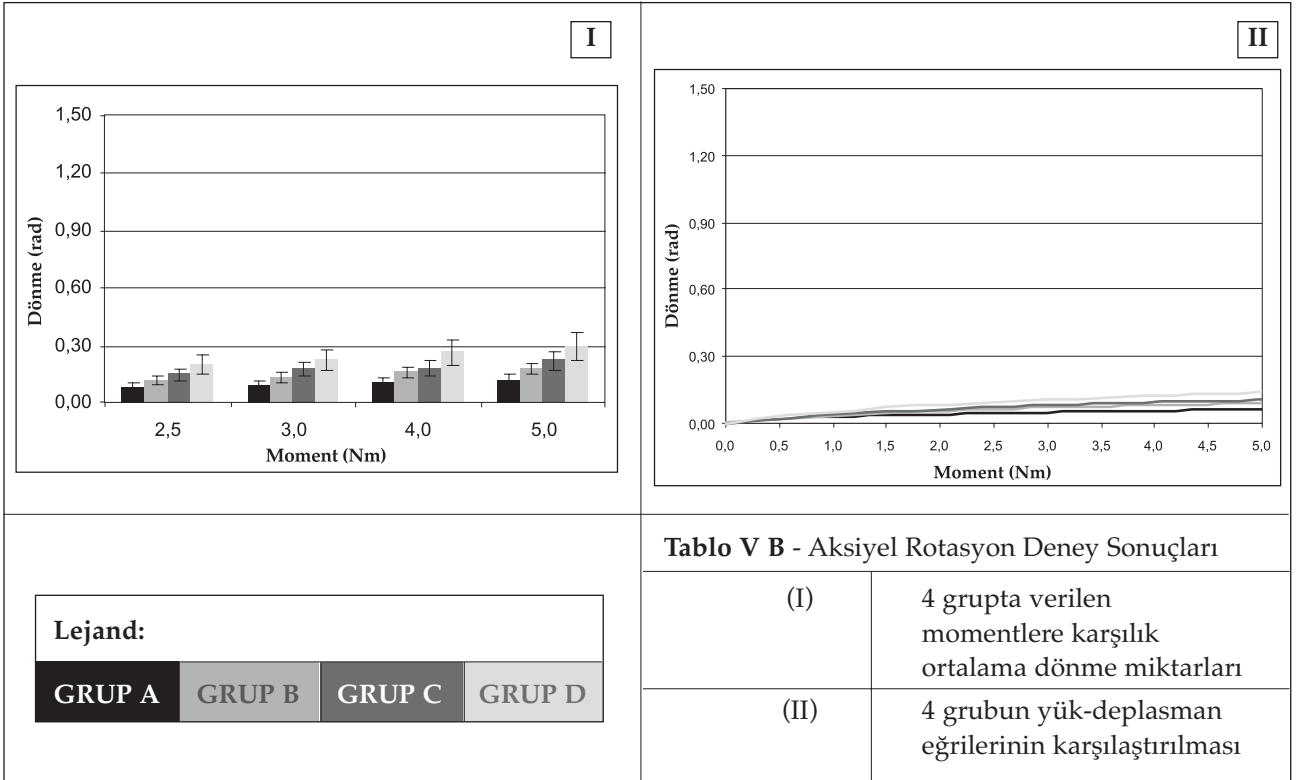 I
1,50
1,20
0,90
0,60
0,30
0,00
Dönme (rad)
2,5 3,0 4,0 5,0
Moment (Nm)
II
1,50
1,20
0,90
0,60
0,30
0,00
Dönme (rad)
0,0 0,5 1,0 1,5 2,0 2,5 3,0 3,5 4,0 4,5 5,0
Moment (Nm)
Lejand:
GRUP A GRUP B GRUP C GRUP D
Tablo V B - Aksiyel Rotasyon Deney Sonuçları
(I) 4 grupta verilen
momentlere karşılık
ortalama dönme miktarları
(II) 4 grubun yük-deplasman
eğrilerinin karşılaştırılması